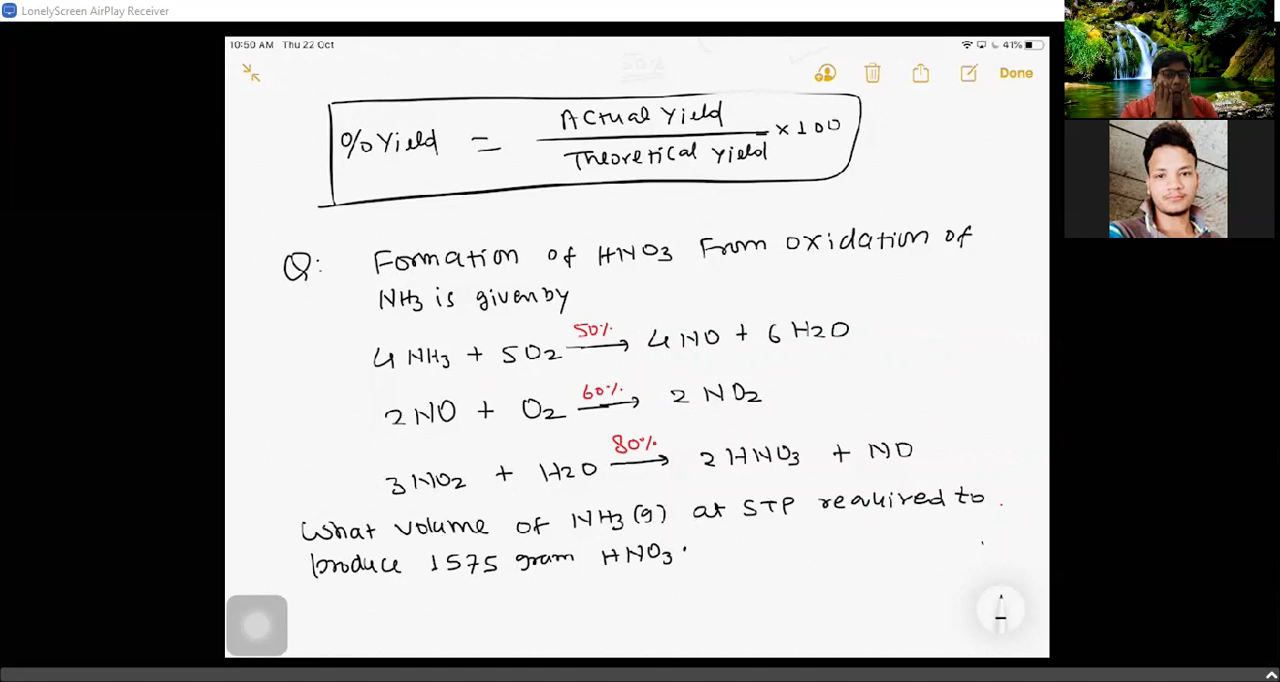 LonelyScreen AirPlay Receiver
10:50 AM Thu 22 Oct
41%
Done
%Yield = Actual Yield / Theoretical Yield × 100
Q: Formation of HNO3 From oxidation of
NH3 is given by
4NH3 + 5O2 50% → 4NO + 6H2O
2NO + O2 60% → 2NO2
3NO2 + H2O 80% → 2HNO3 + NO
What volume of NH3(g) at STP required to
produce 1575 gram HNO3.